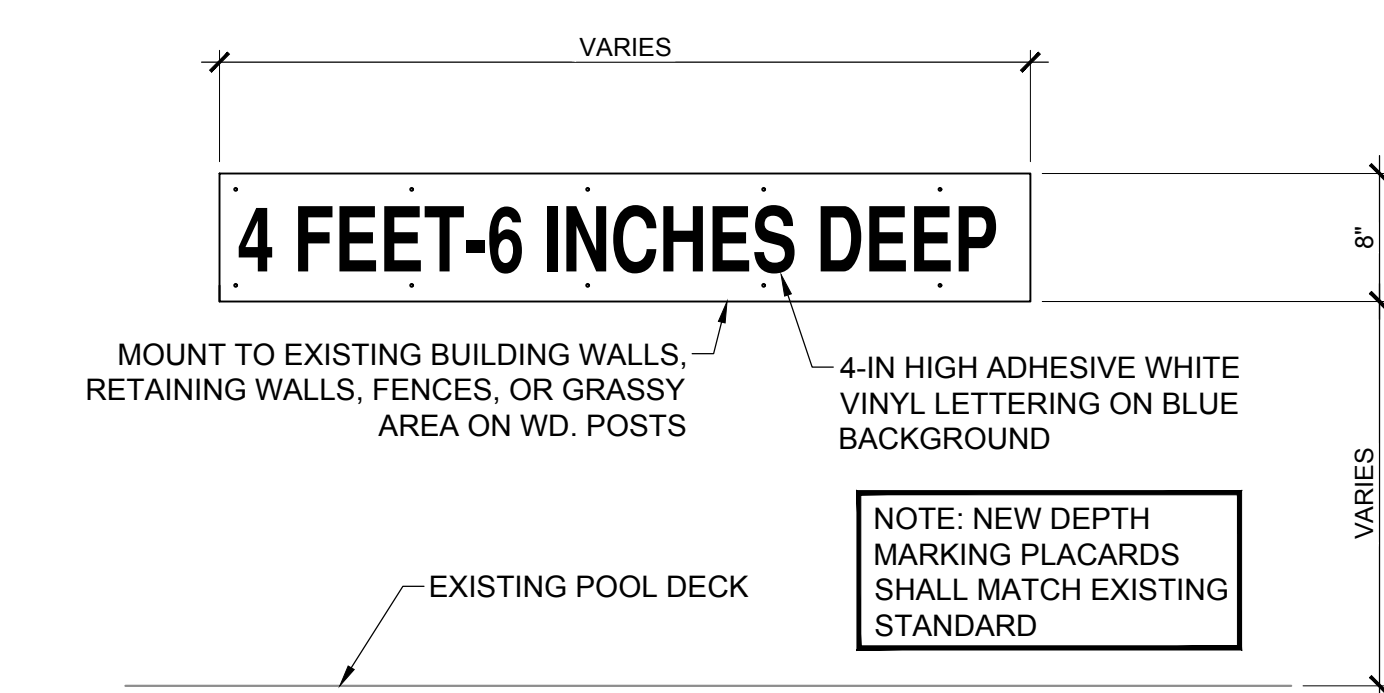 VARIES
4 FEET-6 INCHES DEEP
8"
MOUNT TO EXISTING BUILDING WALLS,
RETAINING WALLS, FENCES, OR GRASSY
AREA ON WD. POSTS
4-IN HIGH ADHESIVE WHITE
VINYL LETTERING ON BLUE
BACKGROUND
VARIES
NOTE: NEW DEPTH
MARKING PLACARDS
SHALL MATCH EXISTING
STANDARD
EXISTING POOL DECK